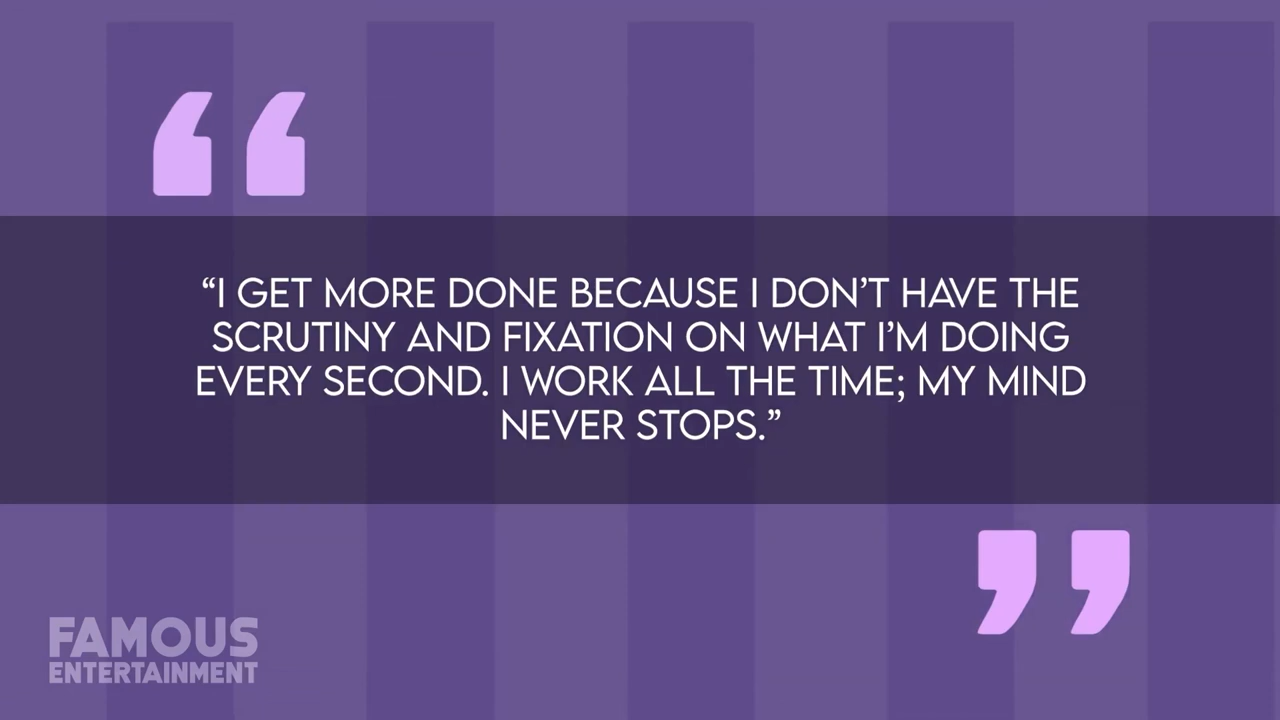 “I GET MORE DONE BECAUSE I DON’T HAVE THE
SCRUTINY AND FIXATION ON WHAT I’M DOING
EVERY SECOND. I WORK ALL THE TIME; MY MIND
NEVER STOPS.”
FAMOUS
ENTERTAINMENT